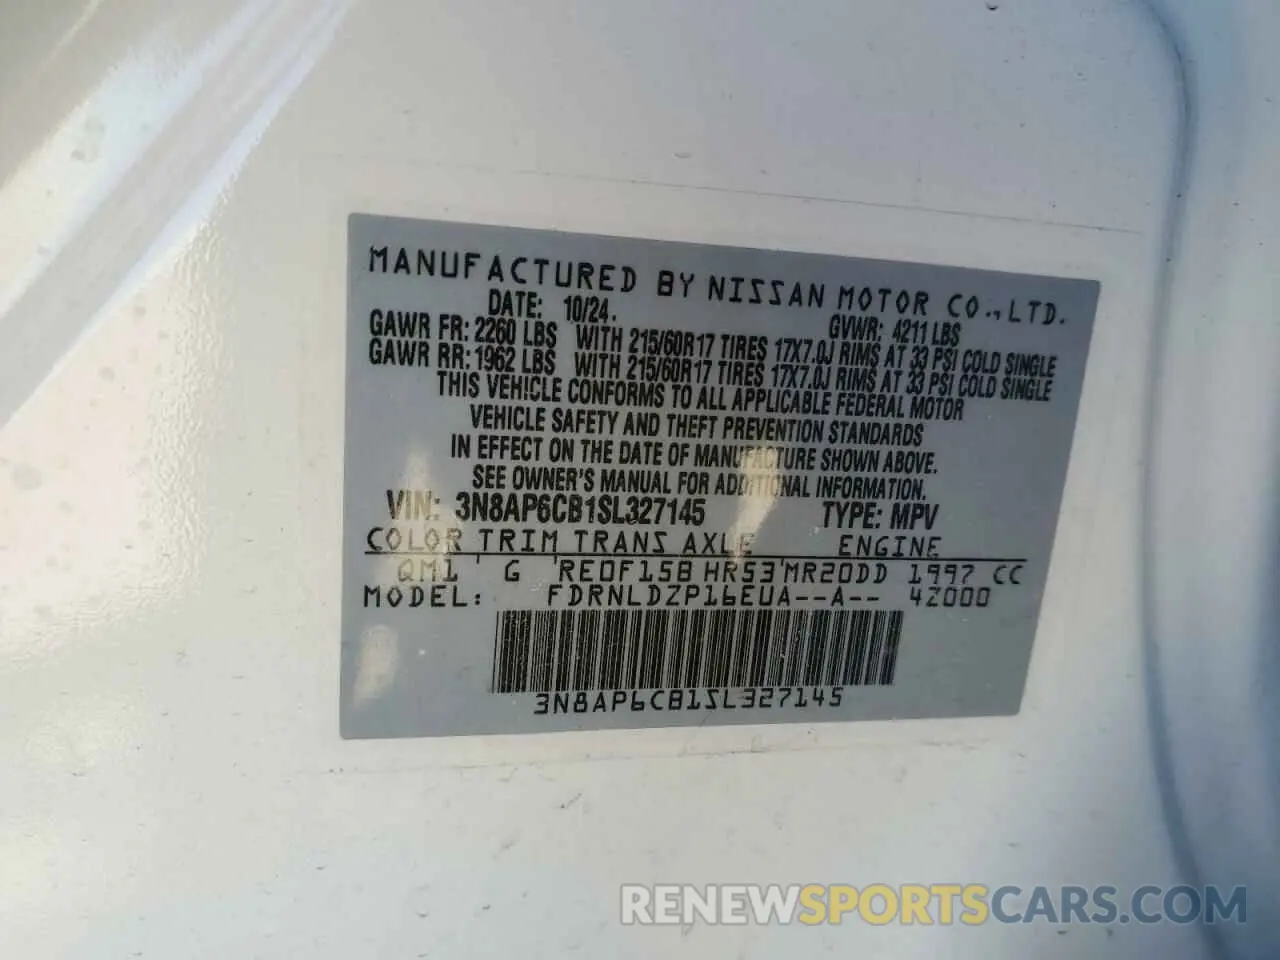 MANUFACTURED BY NISSAN MOTOR CO., LTD.
DATE: 10/24. GVWR: 4211 LBS
GAWR FR: 2260 LBS WITH 215/60R17 TIRES 17X7.0J RIMS AT 33 PSI COLD SINGLE
GAWR RR: 1962 LBS WITH 215/60R17 TIRES 17X7.0J RIMS AT 33 PSI COLD SINGLE
THIS VEHICLE CONFORMS TO ALL APPLICABLE FEDERAL MOTOR
VEHICLE SAFETY AND THEFT PREVENTION STANDARDS
IN EFFECT ON THE DATE OF MANUFACTURE SHOWN ABOVE.
SEE OWNER'S MANUAL FOR ADDITIONAL INFORMATION.
VIN: 3N8AP6CB1SL327145 TYPE: MPV
COLOR TRIM TRANS AXLE ENGINE
QM1 ' G ' RE0F15B HR53 ' MR20DD 1997 CC
MODEL: FDRNLDZP16EUA--A-- 42000
3N8AP6CB1SL327145
RENEWSPORTSCARS.COM